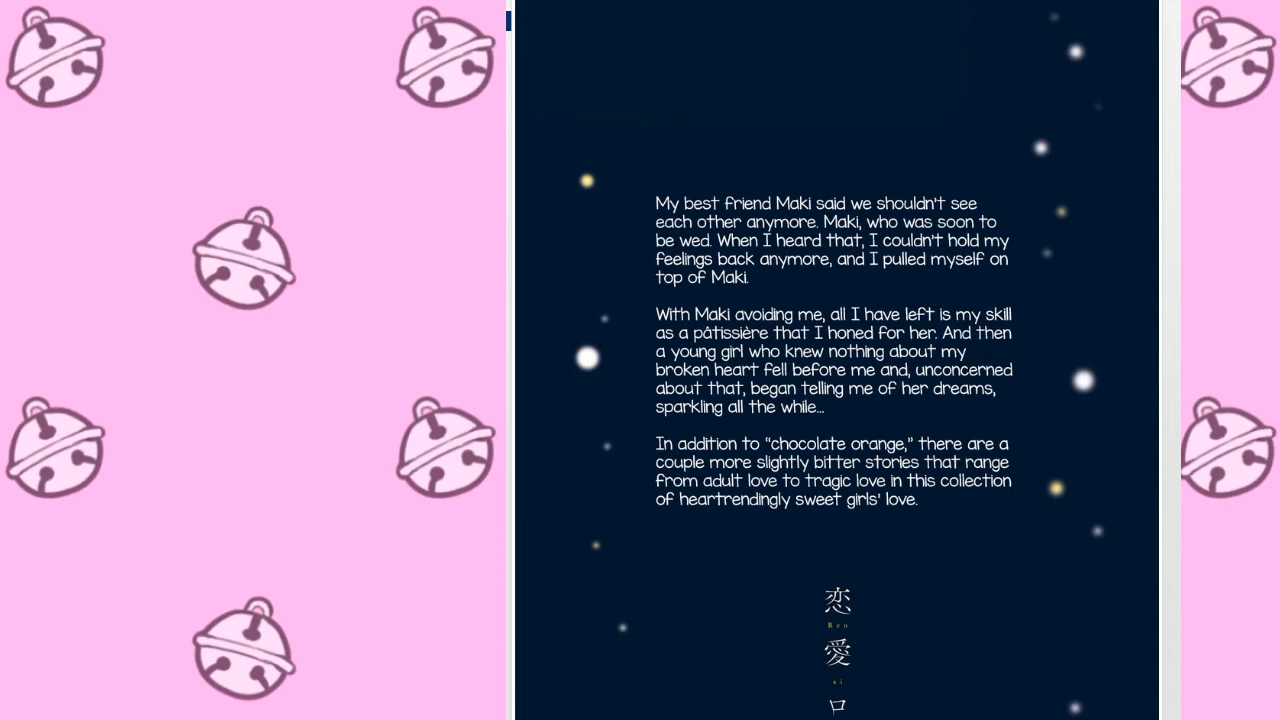 My best friend Maki said we shouldn't see
each other anymore. Maki, who was soon to
be wed. When I heard that, I couldn't hold my
feelings back anymore, and I pulled myself on
top of Maki.
With Maki avoiding me, all I have left is my skill
as a pâtissière that I honed for her. And then
a young girl who knew nothing about my
broken heart fell before me and, unconcerned
about that, began telling me of her dreams,
sparkling all the while...
In addition to "chocolate orange," there are a
couple more slightly bitter stories that range
from adult love to tragic love in this collection
of heartrendingly sweet girls' love.
恋
Ren
愛
ai